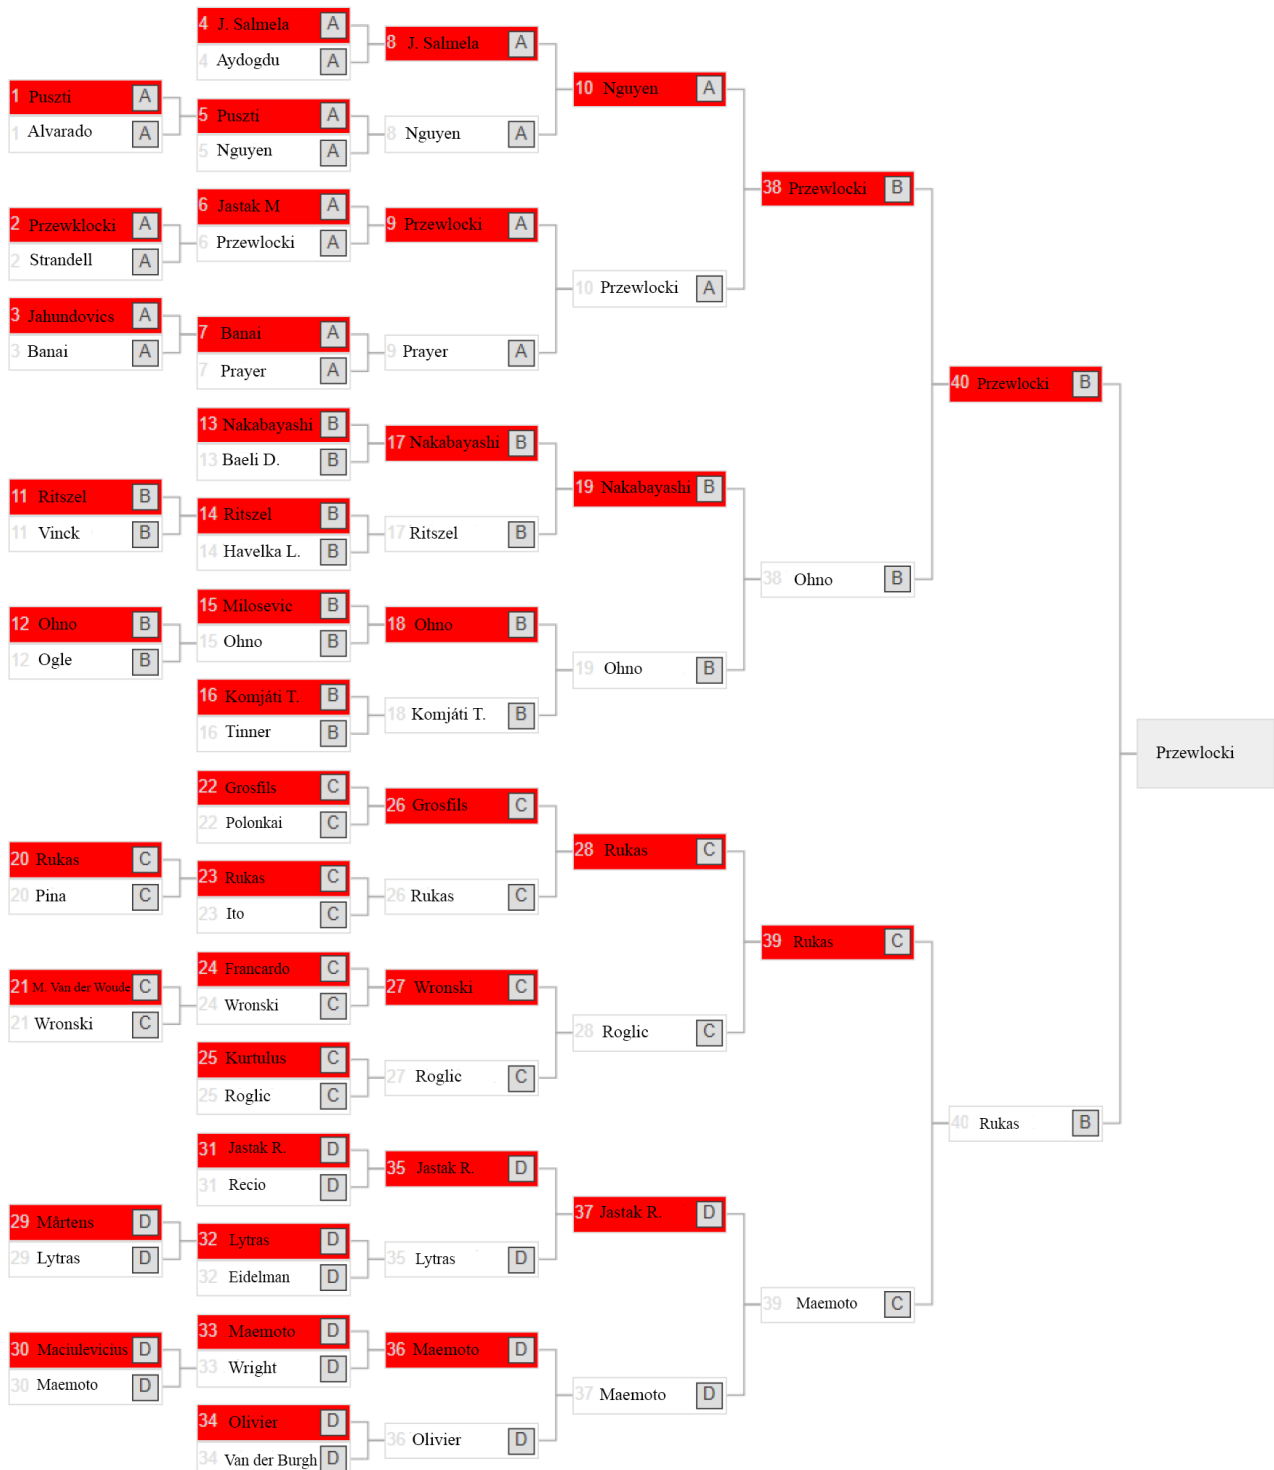 1 Puszti A
1 Alvarado A
2 Przewklocki A
2 Strandell A
3 Jahundovics A
3 Banai A
11 Ritszel B
11 Vinck B
12 Ohno B
12 Ogle B
20 Rukas C
20 Pina C
21 M. Van der Woude C
21 Wronski C
29 Mårtens D
29 Lytras D
30 Maciulevicius D
30 Maemoto D
4 J. Salmela A
4 Aydogdu A
5 Puszti A
5 Nguyen A
6 Jastak M A
6 Przewlocki A
7 Banai A
7 Prayer A
13 Nakabayashi B
13 Baeli D. B
14 Ritszel B
14 Havelka L. B
15 Milosevic B
15 Ohno B
16 Komjáti T. B
16 Tinner B
22 Grosfils C
22 Polonkai C
23 Rukas C
23 Ito C
24 Francardo C
24 Wronski C
25 Kurtulus C
25 Roglic C
31 Jastak R. D
31 Recio D
32 Lytras D
32 Eidelman D
33 Maemoto D
33 Wright D
34 Olivier D
34 Van der Burgh D
8 J. Salmela A
8 Nguyen A
9 Przewlocki A
9 Prayer A
17 Nakabayashi B
17 Ritszel B
18 Ohno B
18 Komjáti T. B
26 Grosfils C
26 Rukas C
27 Wronski C
27 Roglic C
35 Jastak R. D
35 Lytras D
36 Maemoto D
36 Olivier D
10 Nguyen A
10 Przewlocki A
19 Nakabayashi B
19 Ohno B
28 Rukas C
28 Roglic C
37 Jastak R. D
37 Maemoto D
38 Przewlocki B
38 Ohno B
39 Rukas C
39 Maemoto C
40 Przewlocki B
40 Rukas B
Przewlocki